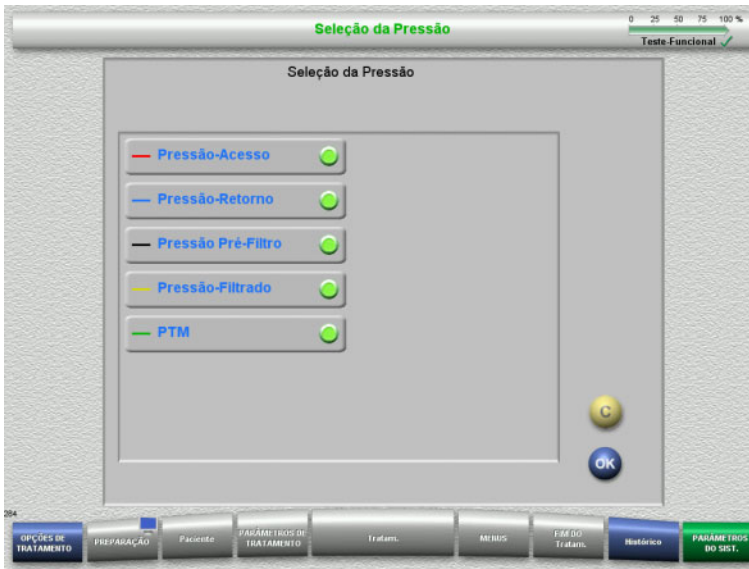 Seleção da Pressão
0 25 50 75 100 %
Teste-Funcional
Seleção da Pressão
Pressão-Acesso
Pressão-Retorno
Pressão Pré-Filtro
Pressão-Filtrado
PTM
C
OK
284
OPÇÕES DE
TRATAMENTO
PREPARAÇÃO
Paciente
PARÂMETROS DE
TRATAMENTO
Tratam.
MENUS
FIM DO
Tratam.
Histórico
PARÁMETROS
DO SIST.